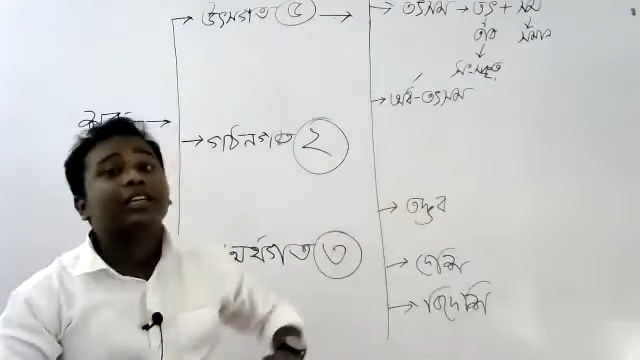 উৎসগত ৫ → → তৎসম → তৎ + সম
তার সমান
সংস্কৃত
→ অর্ধ-তৎসম
→ গঠনগত ২
→ তদ্ভব
অর্থগত ৩
→ দেশি
→ বিদেশি